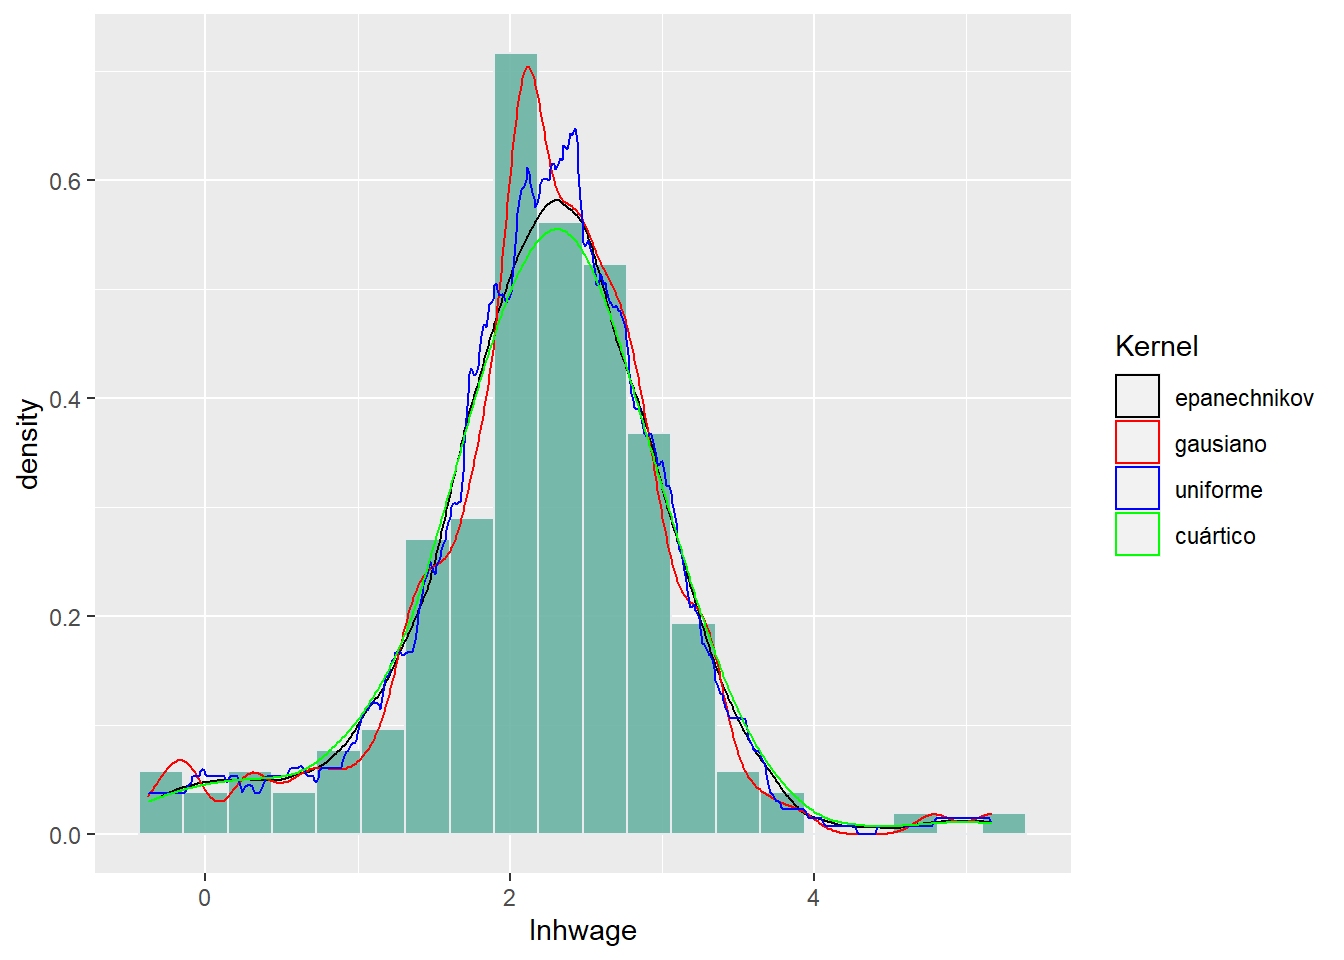 density
0.6
0.4
0.2
0.0
0
2
4
lnhwage
Kernel
epanechnikov
gausiano
uniforme
cuártico